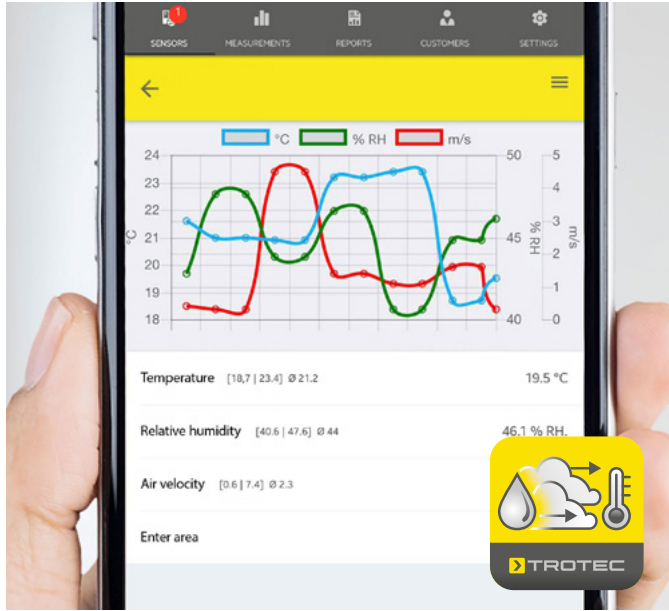 1
SENSORS MEASUREMENTS REPORTS CUSTOMERS SETTINGS
°C % RH m/s
24 50 5
23 4
22
21 45 3
°C % RH m/s
20 2
19 1
18 40 0
Temperature [18,7 | 23.4] Ø 21.2 19.5 °C
Relative humidity [40.6 | 47.6] Ø 44 46.1 % RH.
Air velocity [0.6 | 7.4] Ø 2.3
Enter area
TROTEC